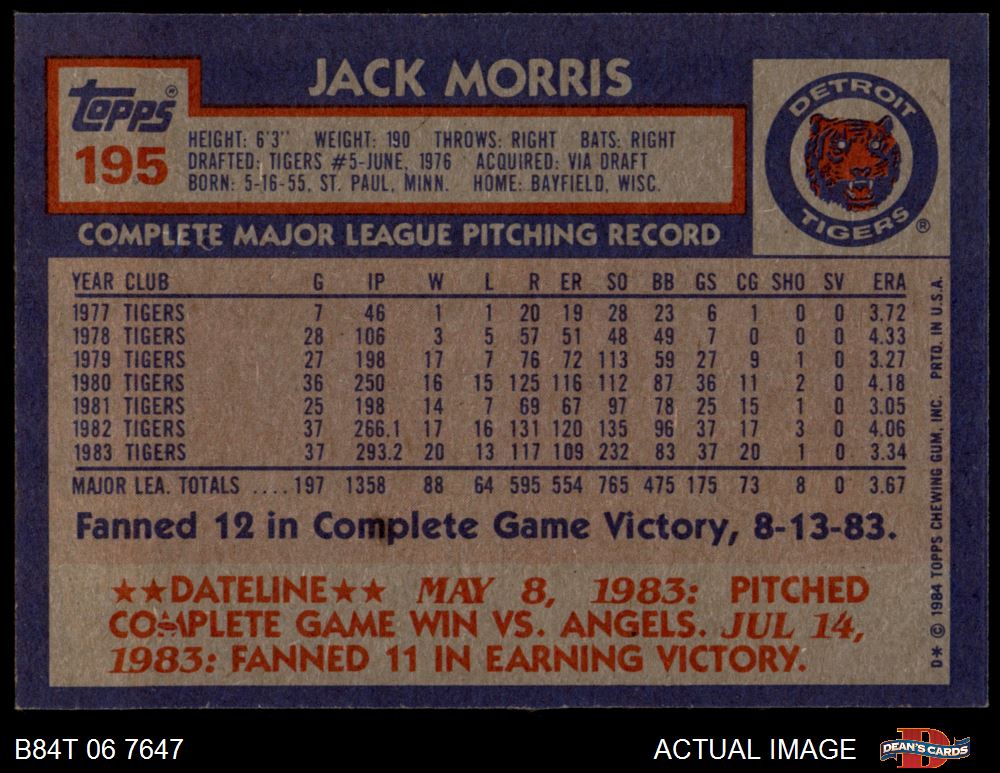 JACK MORRIS
Topps®
195
HEIGHT: 6'3" WEIGHT: 190 THROWS: RIGHT BATS: RIGHT
DRAFTED: TIGERS #5-JUNE, 1976 ACQUIRED: VIA DRAFT
BORN: 5-16-55, ST. PAUL, MINN. HOME: BAYFIELD, WISC.
DETROIT
TIGERS®
COMPLETE MAJOR LEAGUE PITCHING RECORD
YEAR CLUB G IP W L R ER SO BB GS CG SHO SV ERA
1977 TIGERS 7 46 1 1 20 19 28 23 6 1 0 0 3.72
1978 TIGERS 28 106 3 5 57 51 48 49 7 0 0 0 4.33
1979 TIGERS 27 198 17 7 76 72 113 59 27 9 1 0 3.27
1980 TIGERS 36 250 16 15 125 116 112 87 36 11 2 0 4.18
1981 TIGERS 25 198 14 7 69 67 97 78 25 15 1 0 3.05
1982 TIGERS 37 266.1 17 16 131 120 135 96 37 17 3 0 4.06
1983 TIGERS 37 293.2 20 13 117 109 232 83 37 20 1 0 3.34
MAJOR LEA. TOTALS ....197 1358 88 64 595 554 765 475 175 73 8 0 3.67
Fanned 12 in Complete Game Victory, 8-13-83.
★★DATELINE★★ MAY 8, 1983: PITCHED
COMPLETE GAME WIN VS. ANGELS. JUL 14,
1983: FANNED 11 IN EARNING VICTORY.
D* © 1984 TOPPS CHEWING GUM, INC. PRTD. IN U.S.A.
B84T 06 7647
ACTUAL IMAGE
DEAN'S CARDS